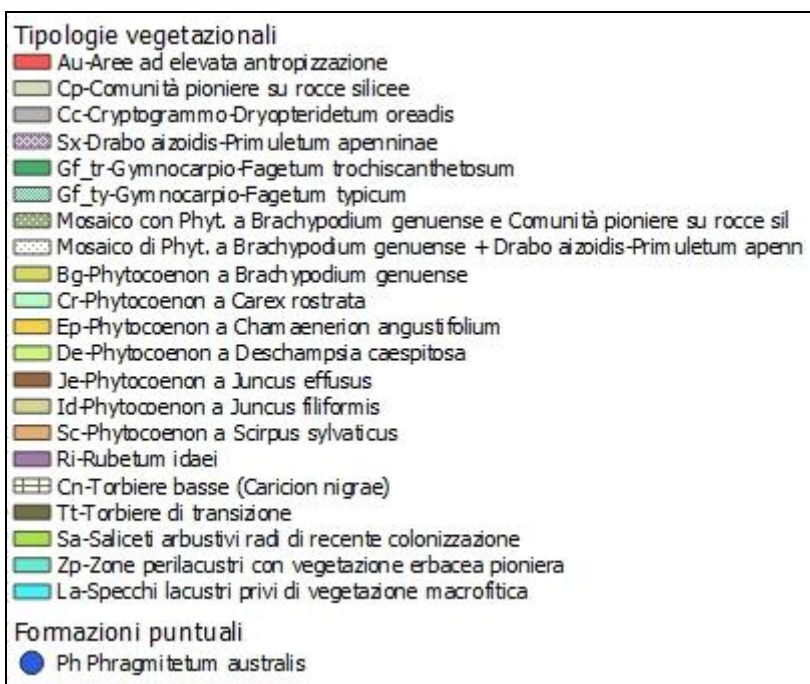 Tipologie vegetazionali
Au-Aree ad elevata antropizzazione
Cp-Comunità pioniere su rocce silicee
Cc-Cryptogrammo-Dryopteridetum oreadis
Sx-Drabo aizoidis-Primuletum apenninae
Gf_tr-Gymnocarpio-Fagetum trochiscanthetosum
Gf_ty-Gymnocarpio-Fagetum typicum
Mosaico con Phyt. a Brachypodium genuense e Comunità pioniere su rocce sil
Mosaico di Phyt. a Brachypodium genuense + Drabo aizoidis-Primuletum apenn
Bg-Phytocoenon a Brachypodium genuense
Cr-Phytocoenon a Carex rostrata
Ep-Phytocoenon a Chamaenerion angustifolium
De-Phytocoenon a Deschampsia caespitosa
Je-Phytocoenon a Juncus effusus
Id-Phytocoenon a Juncus filiformis
Sc-Phytocoenon a Scirpus sylvaticus
Ri-Rubetum idaei
Cn-Torbiere basse (Caricion nigrae)
Tt-Torbiere di transizione
Sa-Saliceti arbustivi radi di recente colonizzazione
Zp-Zone perilacustri con vegetazione erbacea pioniera
La-Specchi lacustri privi di vegetazione macrofitica
Formazioni puntuali
Ph Phragmitetum australis